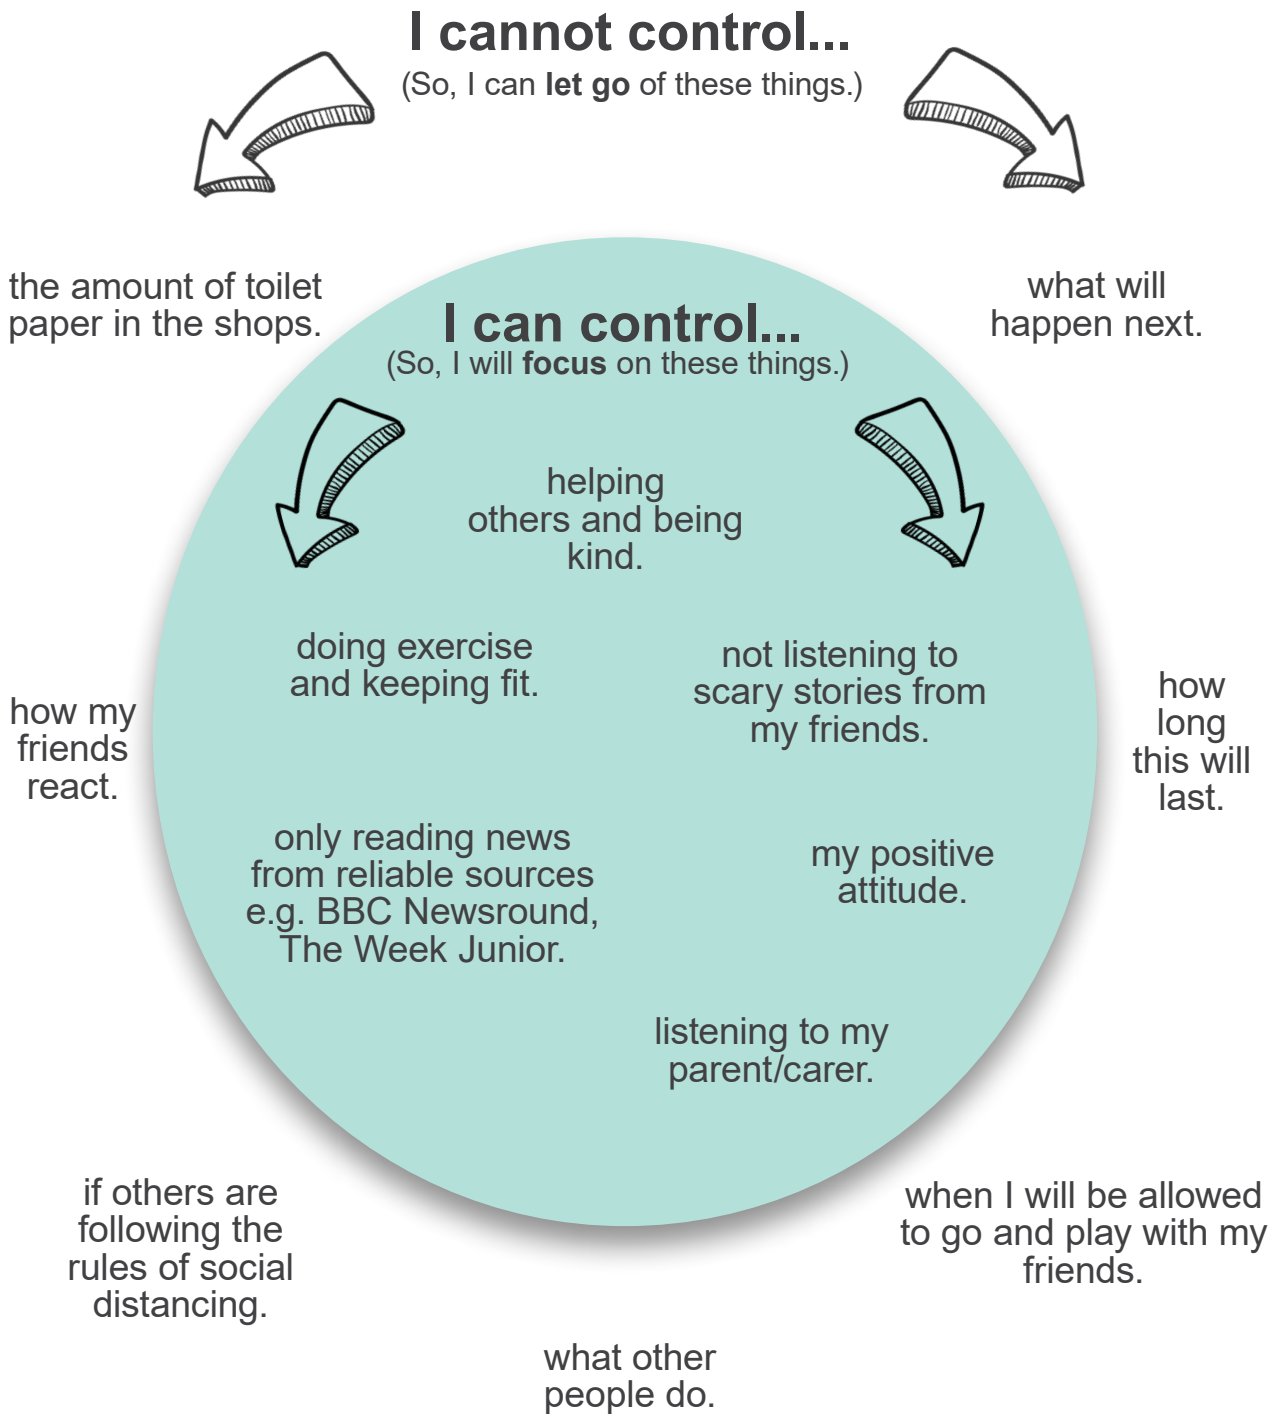 I cannot control...
(So, I can let go of these things.)
the amount of toilet
paper in the shops.
what will
happen next.
I can control...
(So, I will focus on these things.)
helping
others and being
kind.
doing exercise
and keeping fit.
not listening to
scary stories from
my friends.
how my
friends
react.
how
long
this will
last.
only reading news
from reliable sources
e.g. BBC Newsround,
The Week Junior.
my positive
attitude.
listening to my
parent/carer.
if others are
following the
rules of social
distancing.
when I will be allowed
to go and play with my
friends.
what other
people do.